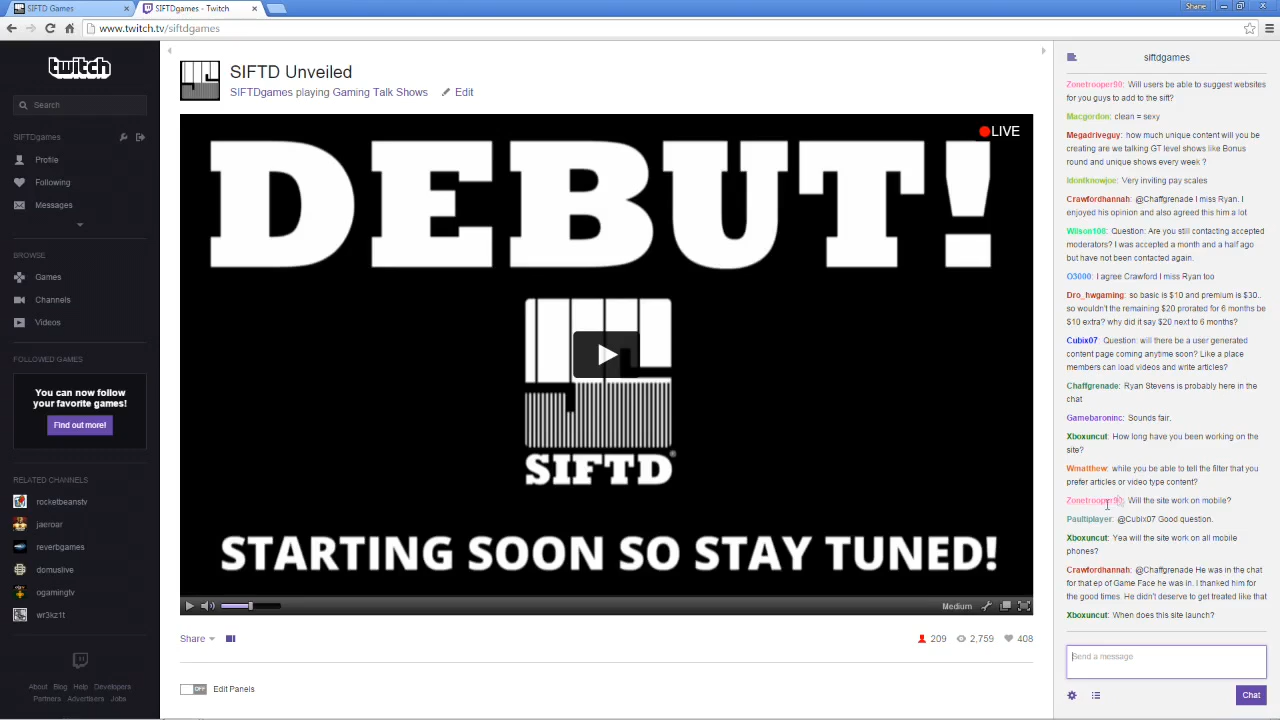 SIFTD Games
SIFTDgames - Twitch
Share
www.twitch.tv/siftdgames
twitch
Search
SIFTDgames
Profile
Following
Messages
BROWSE
Games
Channels
Videos
FOLLOWED GAMES
You can now follow
your favorite games!
Find out more!
RELATED CHANNELS
rocketbeanstv
jaeroar
reverbgames
domuslive
ogamingtv
wr3kz1t
About Blog Help Developers
Partners Advertisers Jobs
SIFTD Unveiled
SIFTDgames playing Gaming Talk Shows
Edit
LIVE
DEBUT!
SIFTD®
STARTING SOON SO STAY TUNED!
Medium
Share
209 2,759 408
OFF Edit Panels
siftdgames
Zonetrooper90: Will users be able to suggest websites
for you guys to add to the sift?
Macgordon: clean = sexy
Megadriveguy: how much unique content will you be
creating are we talking GT level shows like Bonus
round and unique shows every week ?
Idontknowjoe: Very inviting pay scales
Crawfordhannah: @Chaffgrenade I miss Ryan. I
enjoyed his opinion and also agreed this him a lot
Wilson108: Question: Are you still contacting accepted
moderators? I was accepted a month and a half ago
but have not been contacted again.
O3000: I agree Crawford I miss Ryan too
Dro_hwgaming: so basic is $10 and premium is $30..
so wouldn't the remaining $20 prorated for 6 months be
$10 extra? why did it say $20 next to 6 months?
Cubix07: Question: will there be a user generated
content page coming anytime soon? Like a place
members can load videos and write articles?
Chaffgrenade: Ryan Stevens is probably here in the
chat
Gamebaroninc: Sounds fair.
Xboxuncut: How long have you been working on the
site?
Wmatthew: while you be able to tell the filter that you
prefer articles or video type content?
Zonetrooper90: Will the site work on mobile?
Paultiplayer: @Cubix07 Good question.
Xboxuncut: Yea will the site work on all mobile
phones?
Crawfordhannah: @Chaffgrenade He was in the chat
for that ep of Game Face he was in. I thanked him for
the good times. He didn't deserve to get treated like that
Xboxuncut: When does this site launch?
Send a message
Chat